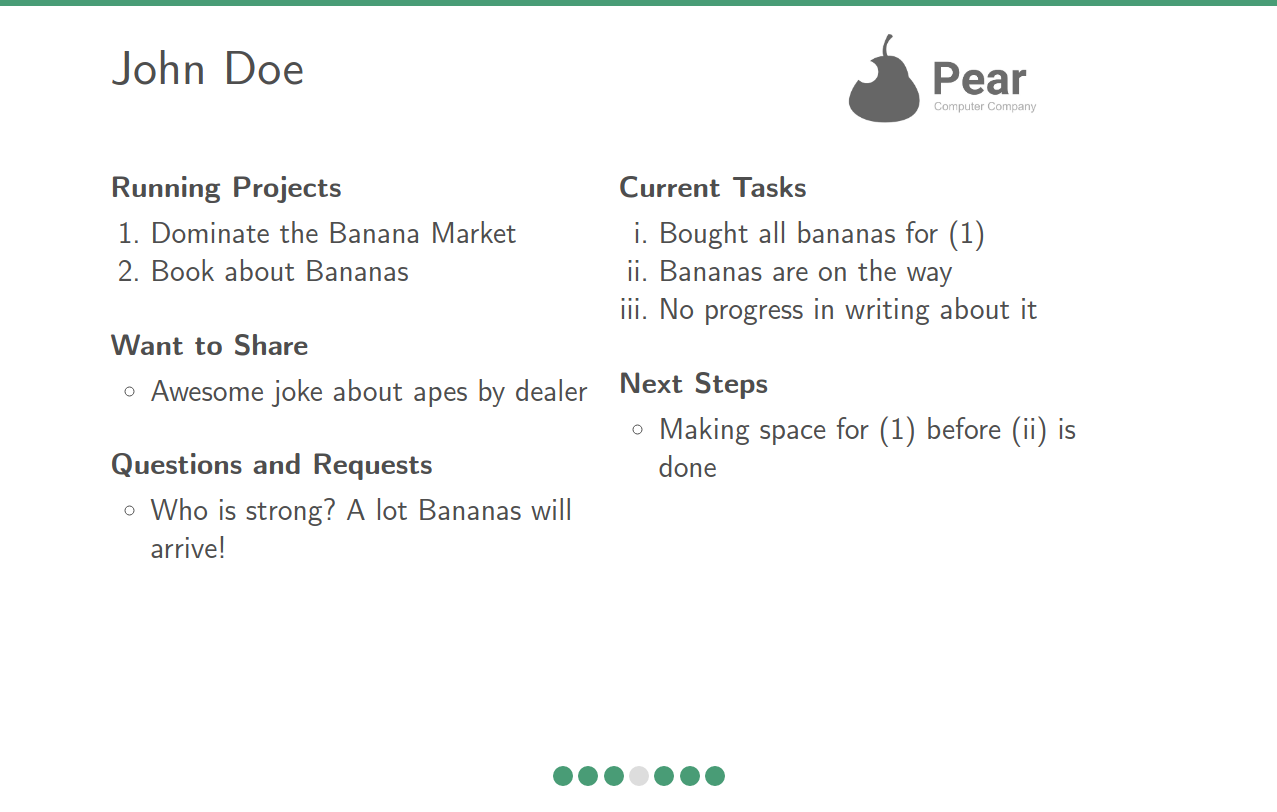 John Doe
Pear
Computer Company
Running Projects
1. Dominate the Banana Market
2. Book about Bananas
Want to Share
◦ Awesome joke about apes by dealer
Questions and Requests
◦ Who is strong? A lot Bananas will
arrive!
Current Tasks
i. Bought all bananas for (1)
ii. Bananas are on the way
iii. No progress in writing about it
Next Steps
◦ Making space for (1) before (ii) is
done